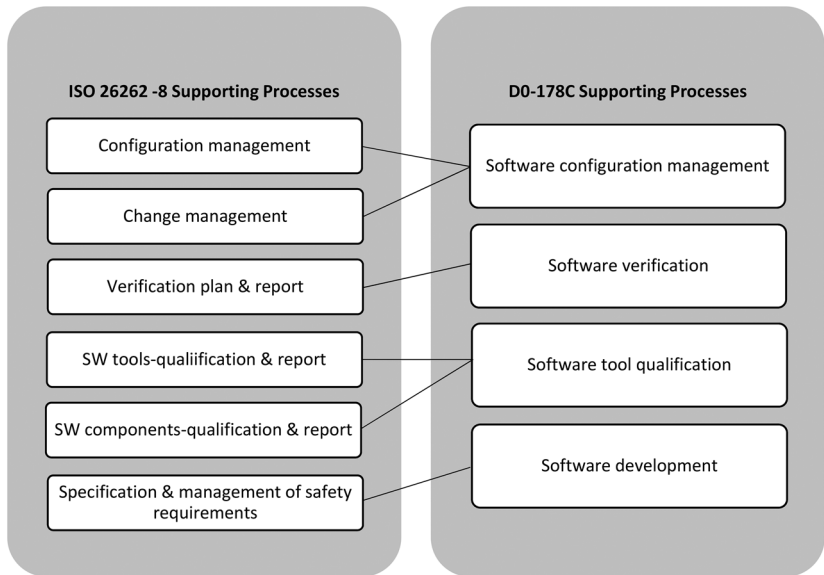 ISO 26262 -8 Supporting Processes
Configuration management
Change management
Verification plan & report
SW tools-qualiification & report
SW components-qualification & report
Specification & management of safety
requirements
D0-178C Supporting Processes
Software configuration management
Software verification
Software tool qualification
Software development